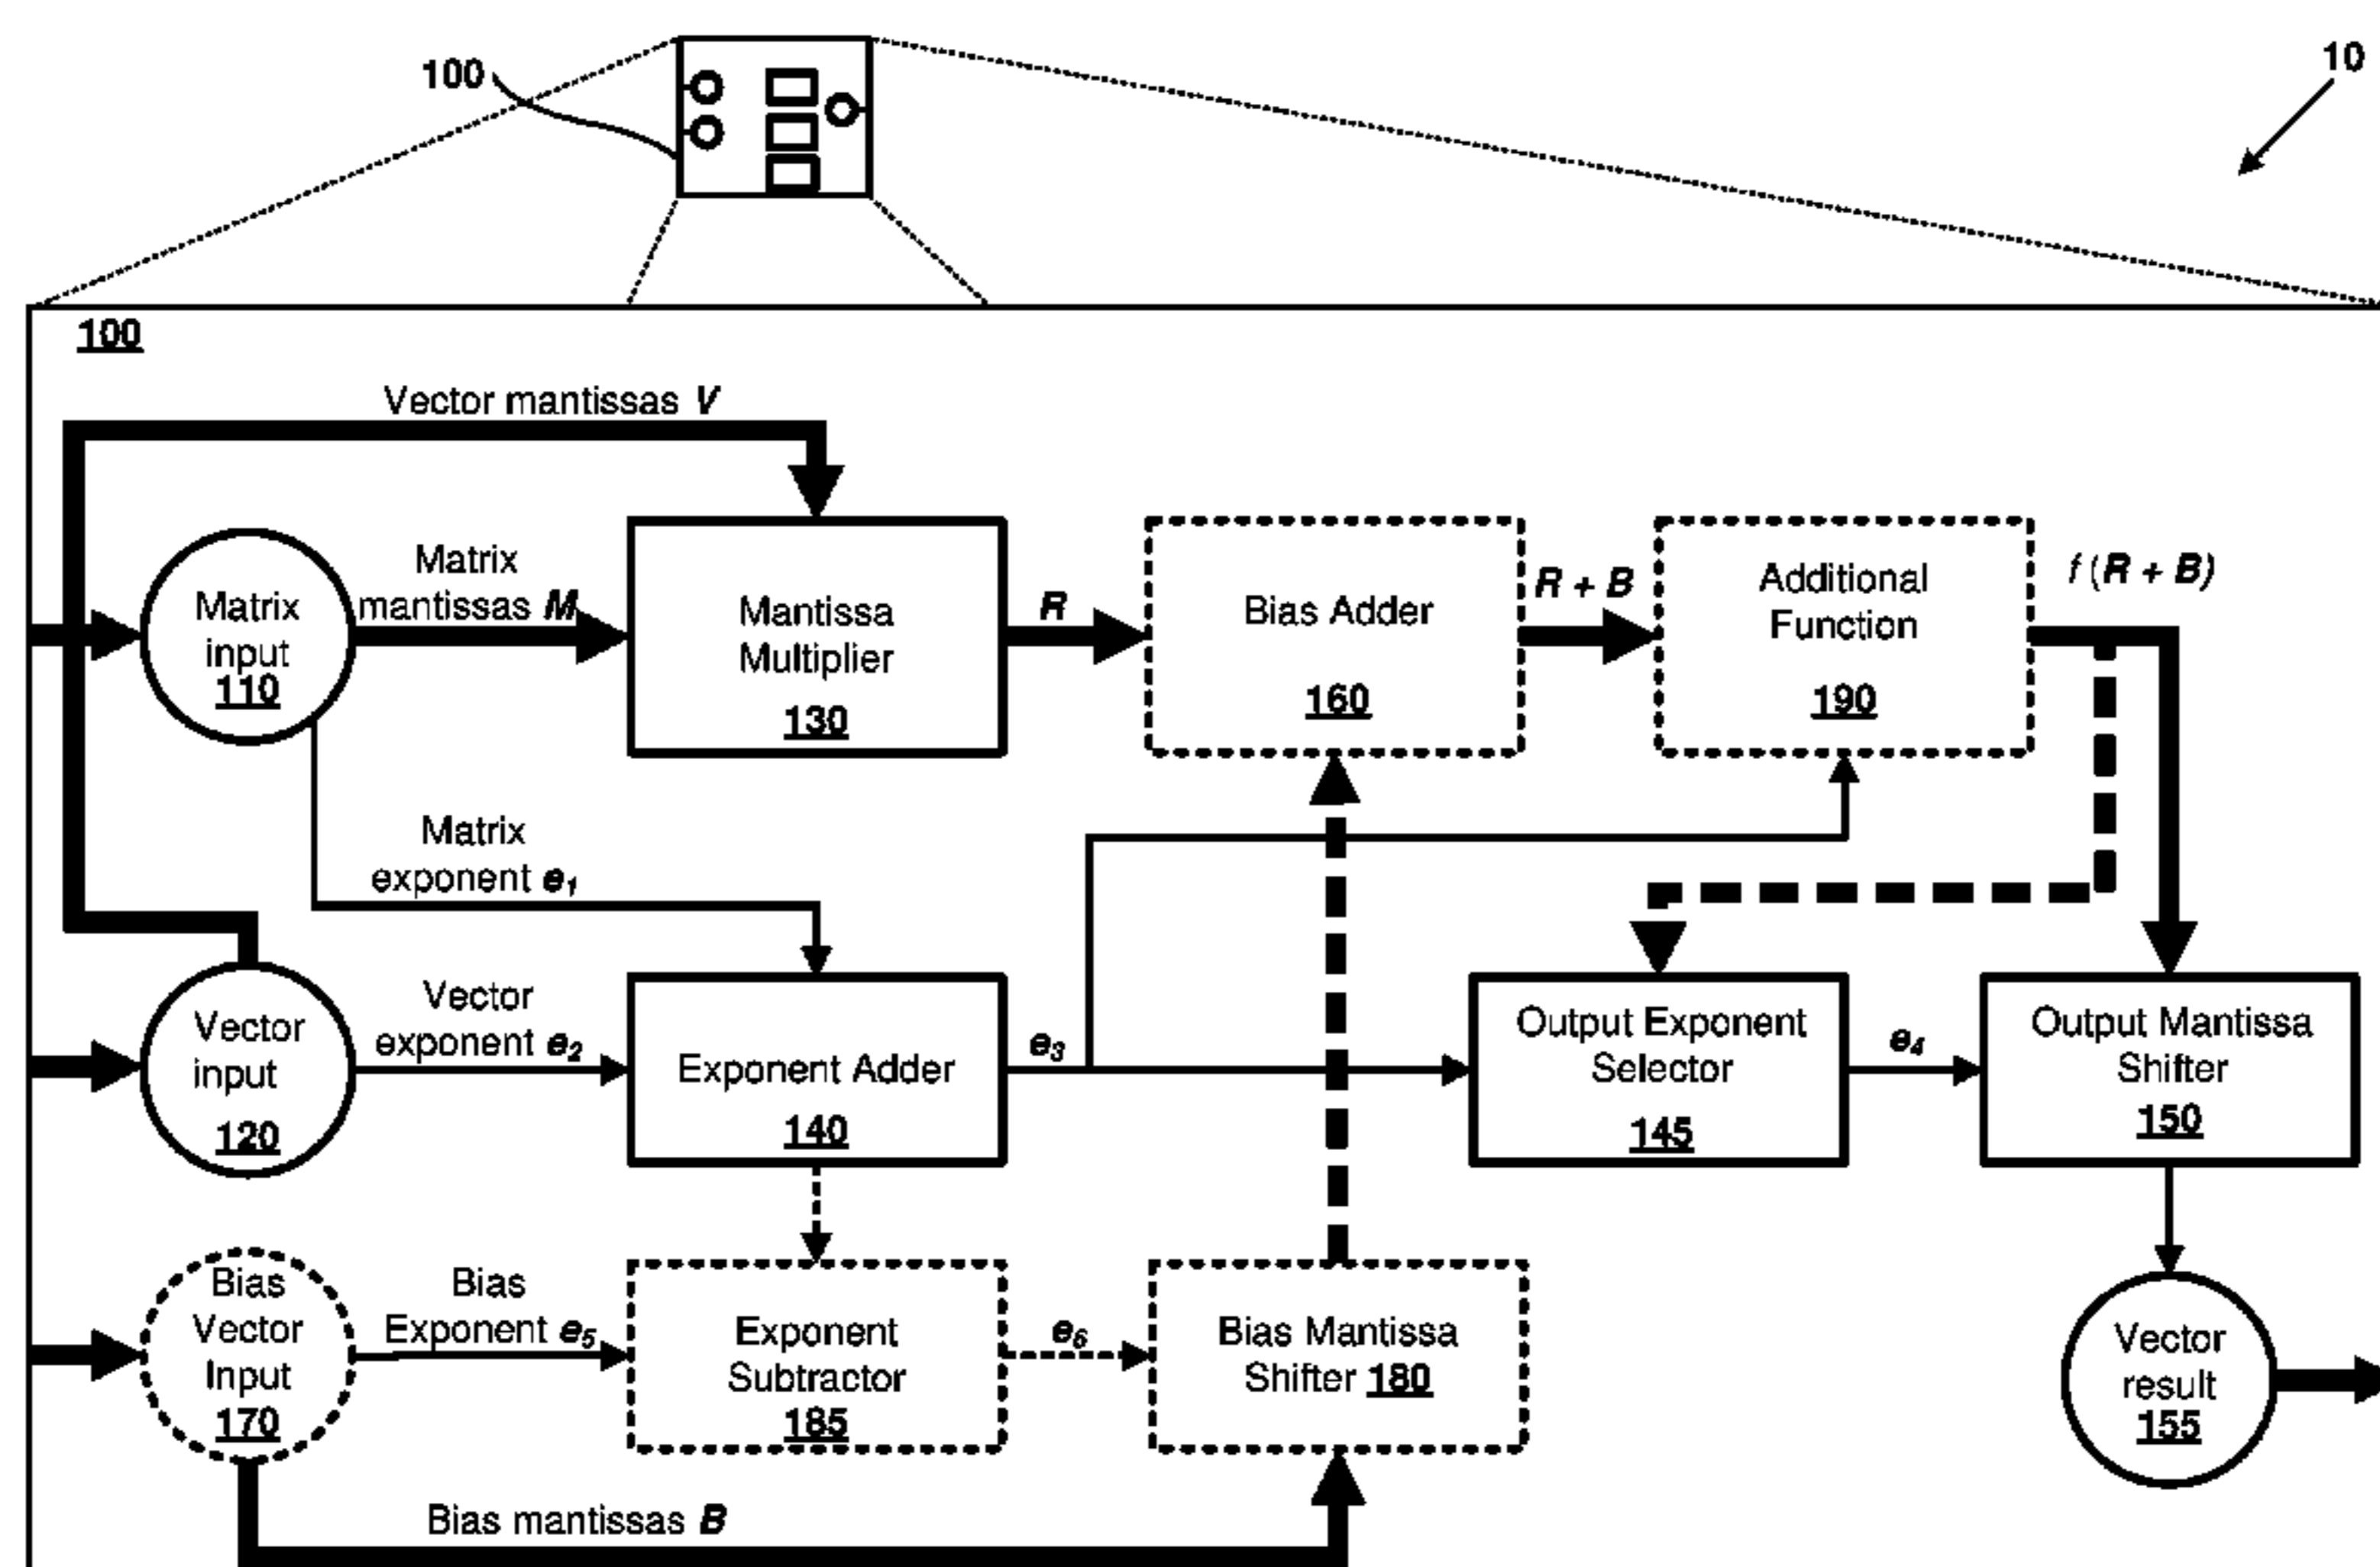 100
10
100
Vector mantissas V
Matrix
mantissas M
Matrix
input
110
Mantissa
Multiplier
130
R
Bias Adder
160
R + B
Additional
Function
190
f (R + B)
Matrix
exponent e₁
Vector
input
120
Vector
exponent e₂
Exponent Adder
140
e₃
Output Exponent
Selector
145
e₄
Output Mantissa
Shifter
150
Bias
Vector
Input
170
Bias
Exponent e₅
Exponent
Subtractor
185
e₆
Bias Mantissa
Shifter 180
Vector
result
155
Bias mantissas B